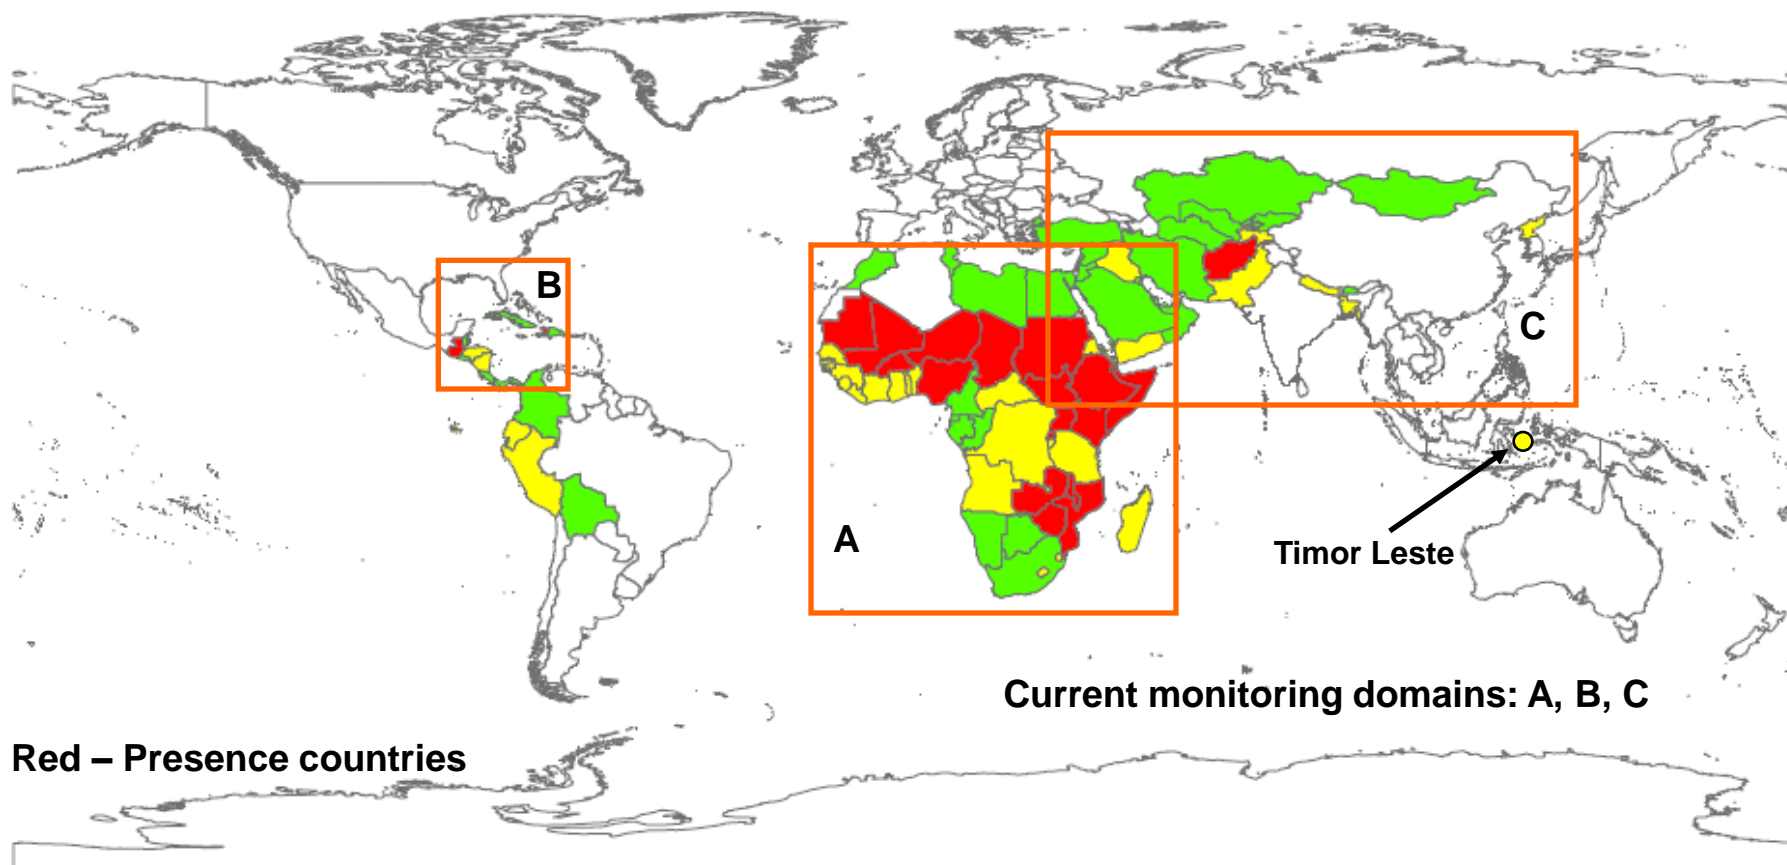 B
C
A
Timor Leste
Current monitoring domains: A, B, C
Red – Presence countries